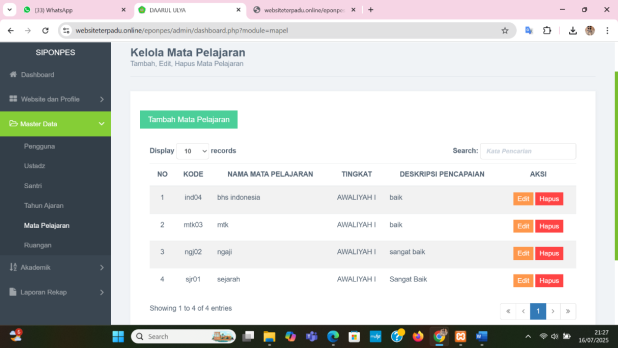 (33) WhatsApp
DAARUL ULYA
websiteterpadu.online/eponpes
websiteterpadu.online/eponpes/admin/dashboard.php?module=mapel
SIPONPES
Dashboard
Website dan Profile
Master Data
Pengguna
Ustedz
Santri
Tahun Ajaran
Mata Pelajaran
Ruangan
Akademik
Laporan Rekap
Kelola Mata Pelajaran
Tambah, Edit, Hapus Mata Pelajaran
Tambah Mata Pelajaran
Display 10 records
Search: Kata Pencarian
NO KODE NAMA MATA PELAJARAN TINGKAT DESKRIPSI PENCAPAIAN AKSI
1 ind04 bhs indonesia AWALIYAH I baik Edit Hapus
2 mtk03 mtk AWALIYAH I baik Edit Hapus
3 ngj02 ngaji AWALIYAH I sangat baik Edit Hapus
4 sjr01 sejarah AWALIYAH I Sangat Baik Edit Hapus
Showing 1 to 4 of 4 entries
« < 1 > »
Search
21:27
16/07/2025